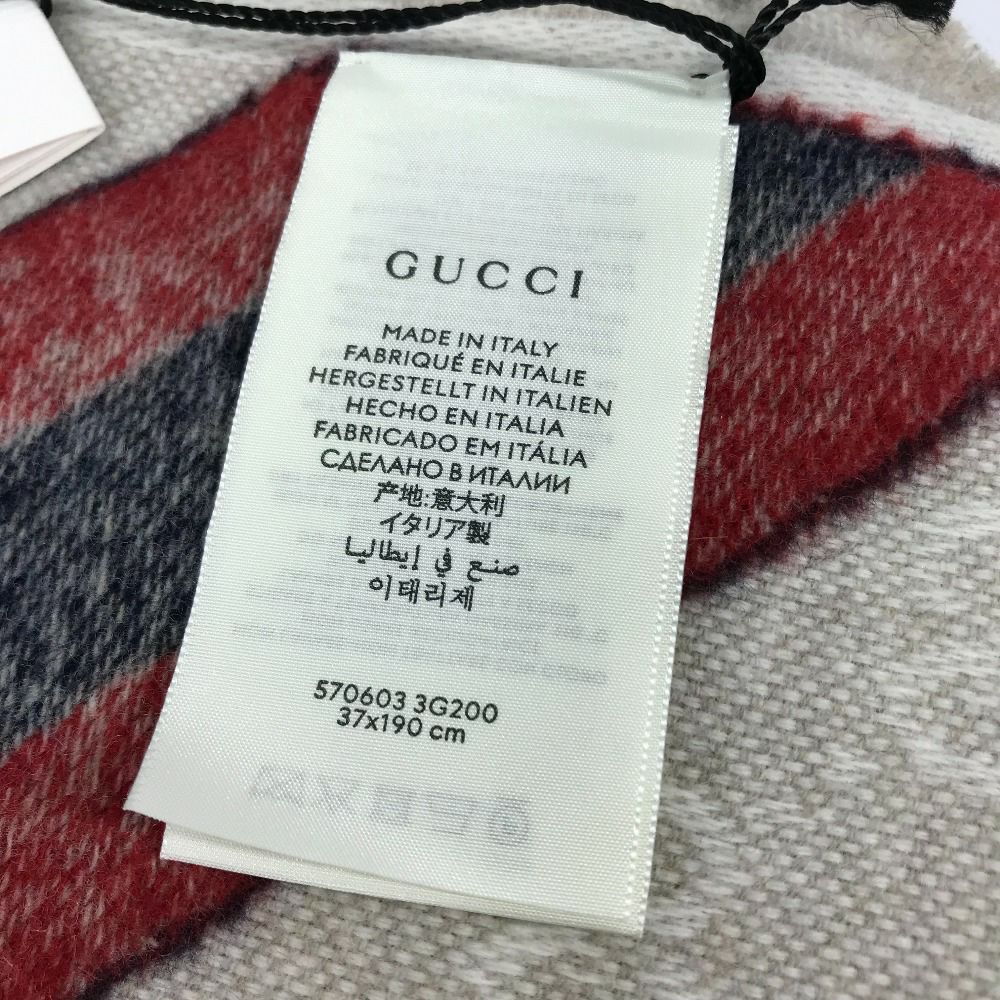 GUCCI
MADE IN ITALY
FABRIQUÉ EN ITALIE
HERGESTELLT IN ITALIEN
HECHO EN ITALIA
FABRICADO EM ITÁLIA
СДЕЛАНО В ИТАЛИИ
产地:意大利
イタリア製
صنع في إيطاليا
이태리제
570603 3G200
37x190 cm